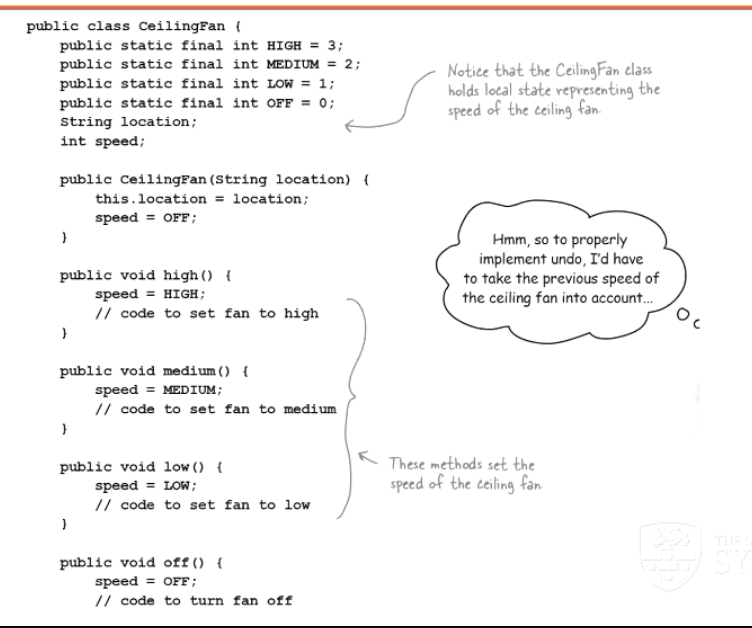 public class CeilingFan {
public static final int HIGH = 3;
public static final int MEDIUM = 2;
public static final int LOW = 1;
public static final int OFF = 0;
String location;
int speed;
Notice that the CeilingFan class
holds local state representing the
speed of the ceiling fan.
public CeilingFan(String location) {
this.location = location;
speed = OFF;
}
Hmm, so to properly
implement undo, I'd have
to take the previous speed of
the ceiling fan into account...
public void high() {
speed = HIGH;
// code to set fan to high
}
public void medium() {
speed = MEDIUM;
// code to set fan to medium
}
public void low() {
speed = LOW;
// code to set fan to low
}
These methods set the
speed of the ceiling fan.
public void off() {
speed = OFF;
// code to turn fan off
THE
SY